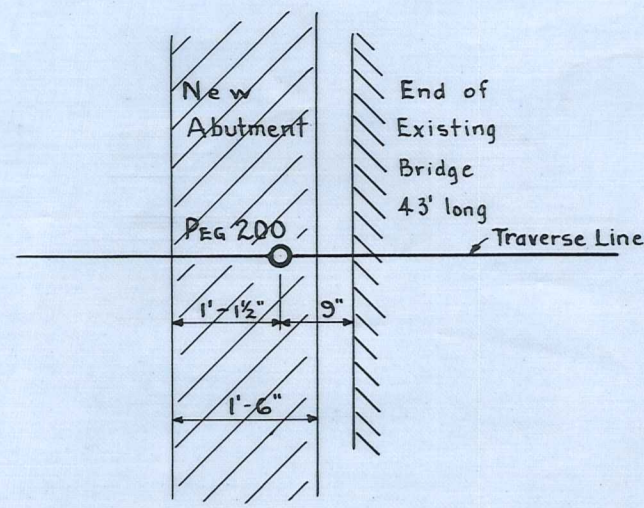 New
Abutment
End of
Existing
Bridge
43' long
PEG 200
Traverse Line
1'-1½"
9"
1'-6"